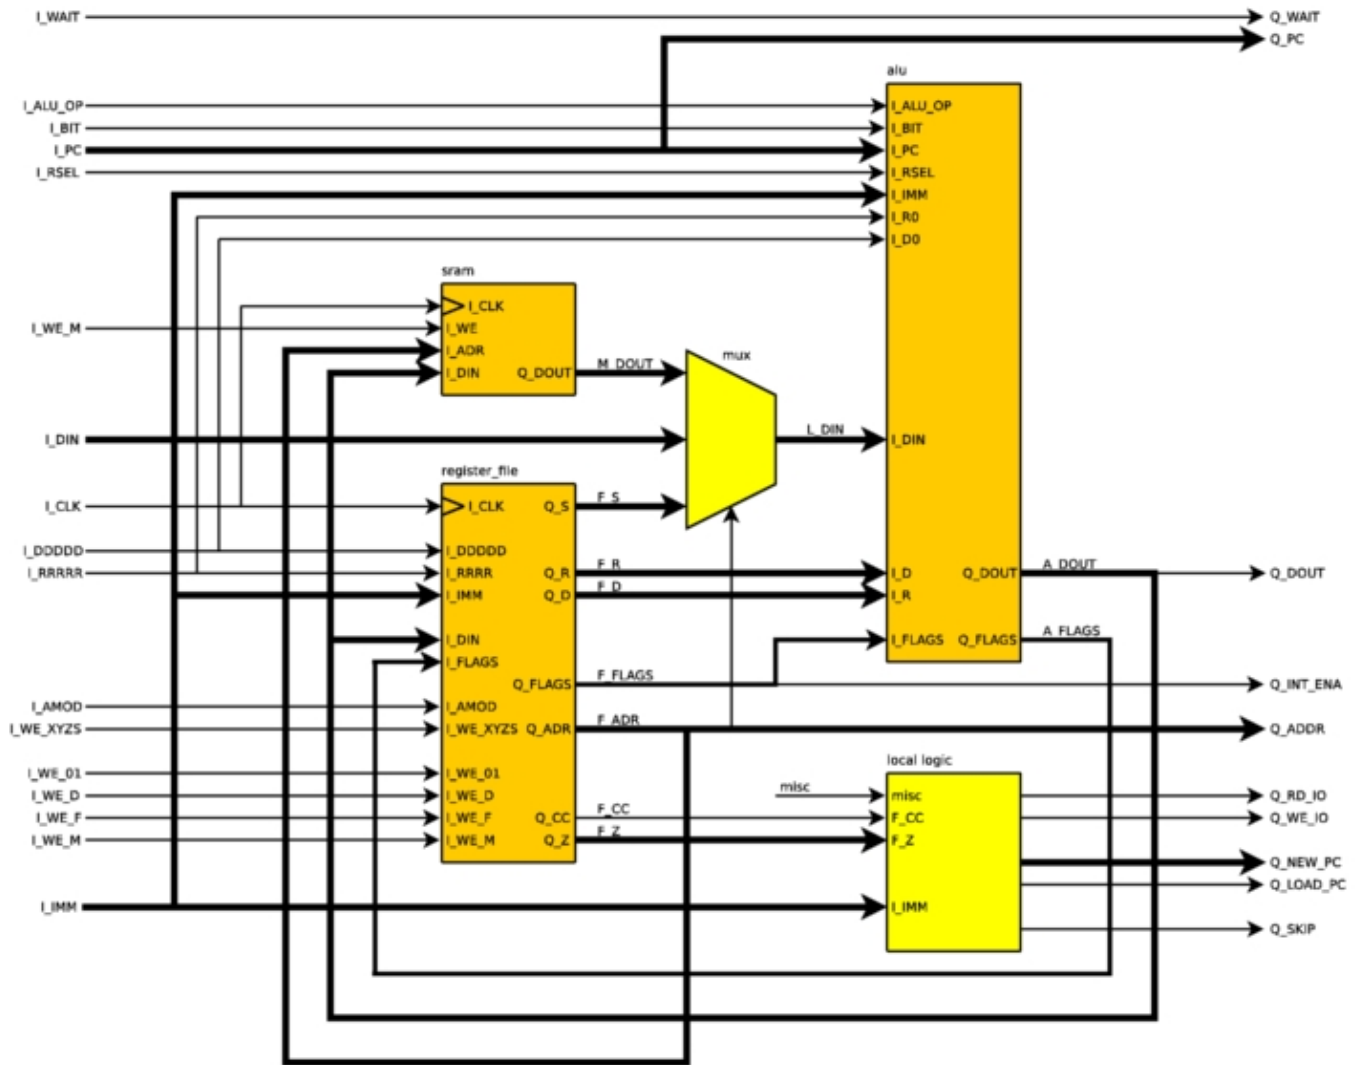 I_WAIT Q_WAIT
Q_PC
alu
I_ALU_OP I_ALU_OP
I_BIT I_BIT
I_PC I_PC
I_RSEL I_RSEL
I_IMM
I_R0
I_D0
sram
I_CLK
I_WE_M I_WE
I_ADR
mux
I_DIN Q_DOUT M_DOUT
I_DIN L_DIN I_DIN
register_file
I_CLK I_CLK Q_S F_S
I_DDDDD I_DDDDD
I_RRRRR I_RRRR Q_R F_R I_D Q_DOUT A_DOUT Q_DOUT
I_IMM Q_D F_D I_R
I_DIN I_FLAGS Q_FLAGS A_FLAGS
I_FLAGS
Q_FLAGS F_FLAGS Q_INT_ENA
I_AMOD I_AMOD
I_WE_XYZS I_WE_XYZS Q_ADR F_ADR Q_ADDR
local logic
I_WE_01 I_WE_01
I_WE_D I_WE_D misc misc Q_RD_IO
I_WE_F I_WE_F Q_CC F_CC F_CC Q_WE_IO
I_WE_M I_WE_M Q_Z F_Z F_Z
Q_NEW_PC
Q_LOAD_PC
I_IMM I_IMM
Q_SKIP